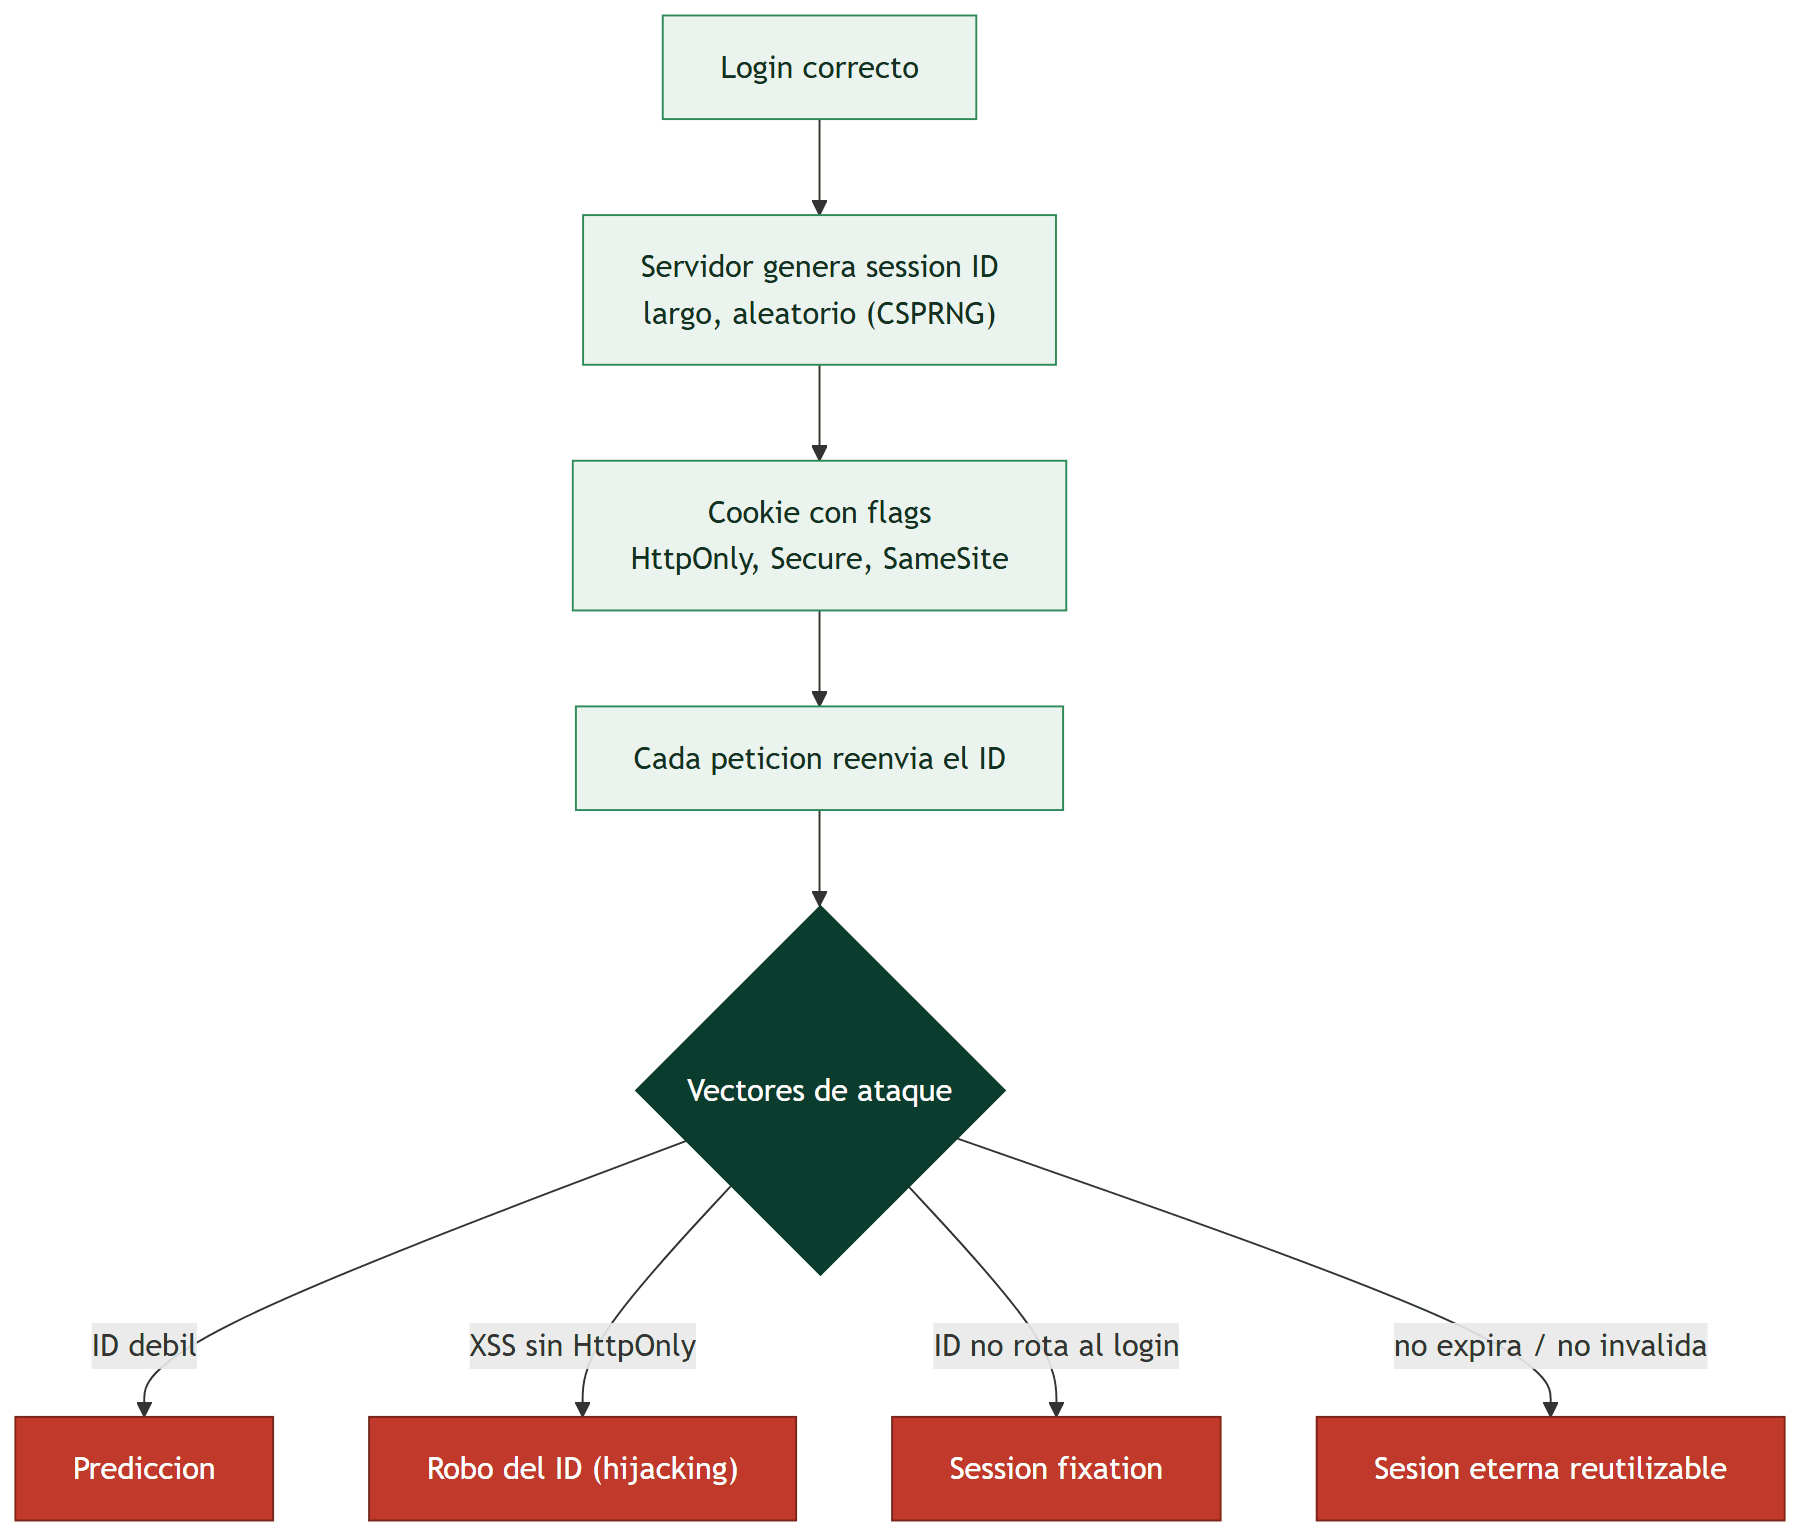 Login correcto
Servidor genera session ID
largo, aleatorio (CSPRNG)
Cookie con flags
HttpOnly, Secure, SameSite
Cada peticion reenvia el ID
Vectores de ataque
ID debil
XSS sin HttpOnly
ID no rota al login
no expira / no invalida
Prediccion
Robo del ID (hijacking)
Session fixation
Sesion eterna reutilizable